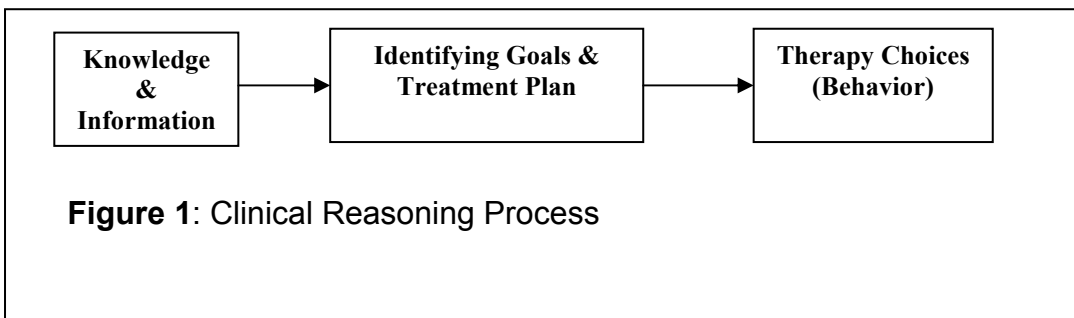 Knowledge
&
Information
Identifying Goals &
Treatment Plan
Therapy Choices
(Behavior)
Figure 1: Clinical Reasoning Process